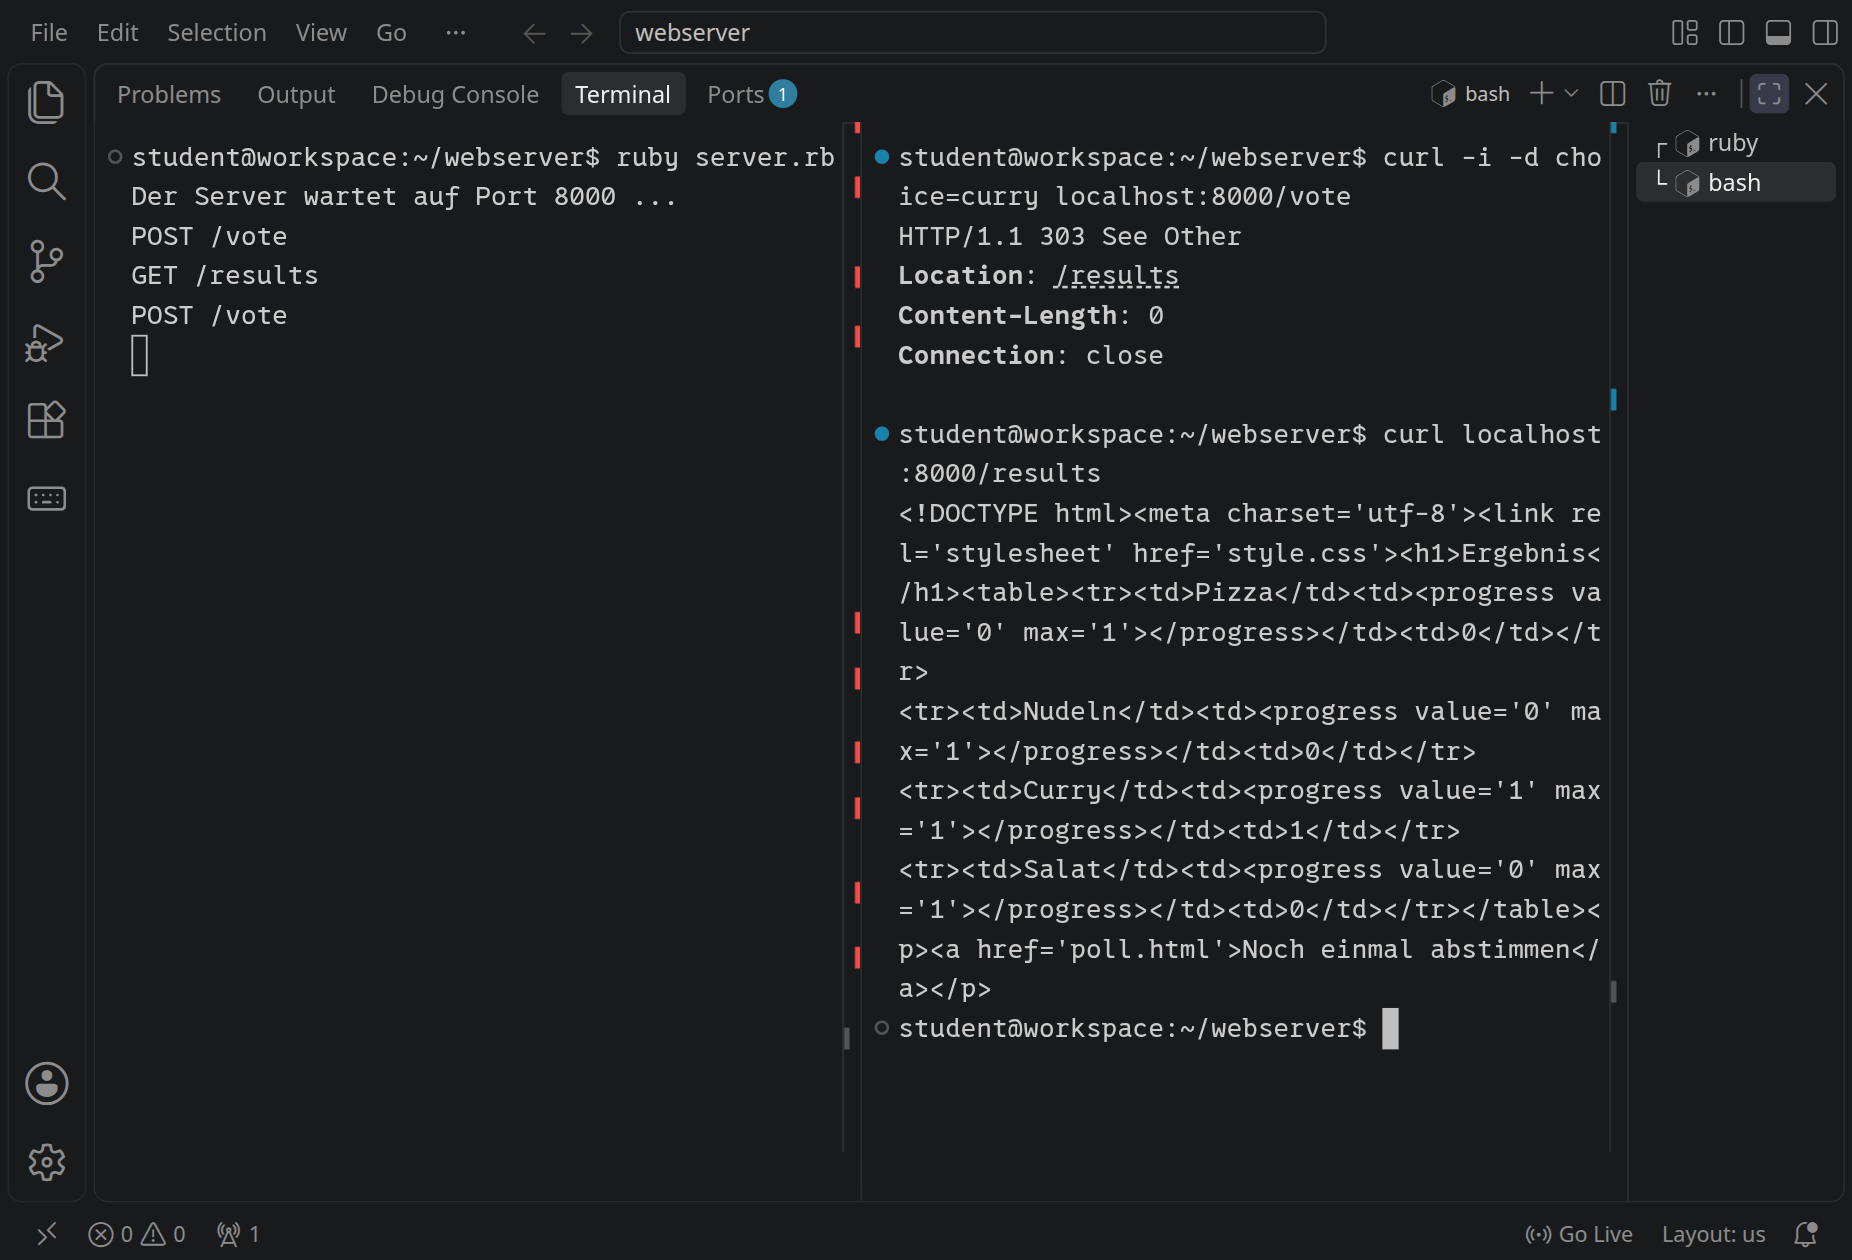 File Edit Selection View Go ··· webserver
Problems Output Debug Console Terminal Ports 1 bash
student@workspace:~/webserver$ ruby server.rb
Der Server wartet auf Port 8000 ...
POST /vote
GET /results
POST /vote
student@workspace:~/webserver$ curl -i -d cho
ice=curry localhost:8000/vote
HTTP/1.1 303 See Other
Location: /results
Content-Length: 0
Connection: close
student@workspace:~/webserver$ curl localhost
:8000/results
<!DOCTYPE html><meta charset='utf-8'><link re
l='stylesheet' href='style.css'><h1>Ergebnis<
/h1><table><tr><td>Pizza</td><td><progress va
lue='0' max='1'></progress></td><td>0</td></t
r>
<tr><td>Nudeln</td><td><progress value='0' ma
x='1'></progress></td><td>0</td></tr>
<tr><td>Curry</td><td><progress value='1' max
='1'></progress></td><td>1</td></tr>
<tr><td>Salat</td><td><progress value='0' max
='1'></progress></td><td>0</td></tr></table><
p><a href='poll.html'>Noch einmal abstimmen</
a></p>
student@workspace:~/webserver$
ruby
bash
0 0 1 Go Live Layout: us